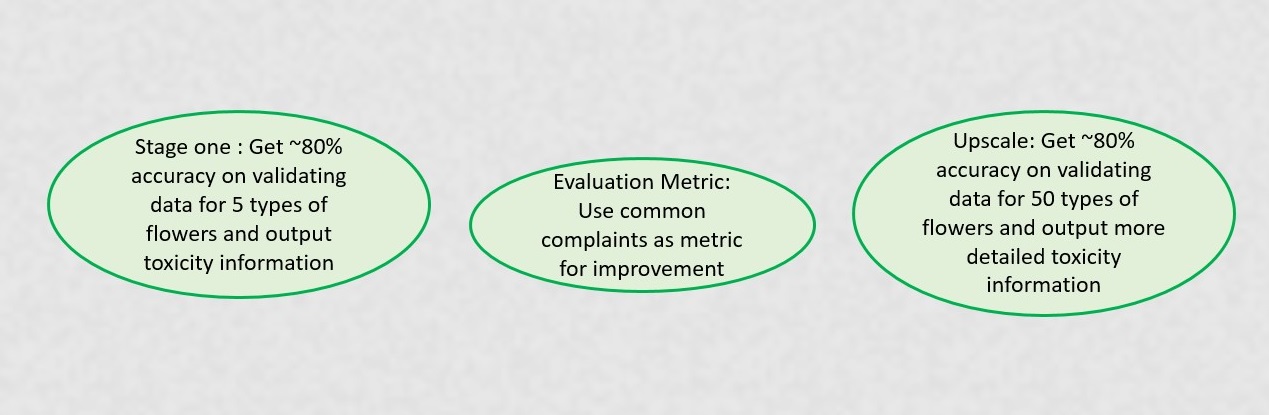 Stage one : Get ~80%
accuracy on validating
data for 5 types of
flowers and output
toxicity information
Evaluation Metric:
Use common
complaints as metric
for improvement
Upscale: Get ~80%
accuracy on validating
data for 50 types of
flowers and output more
detailed toxicity
information